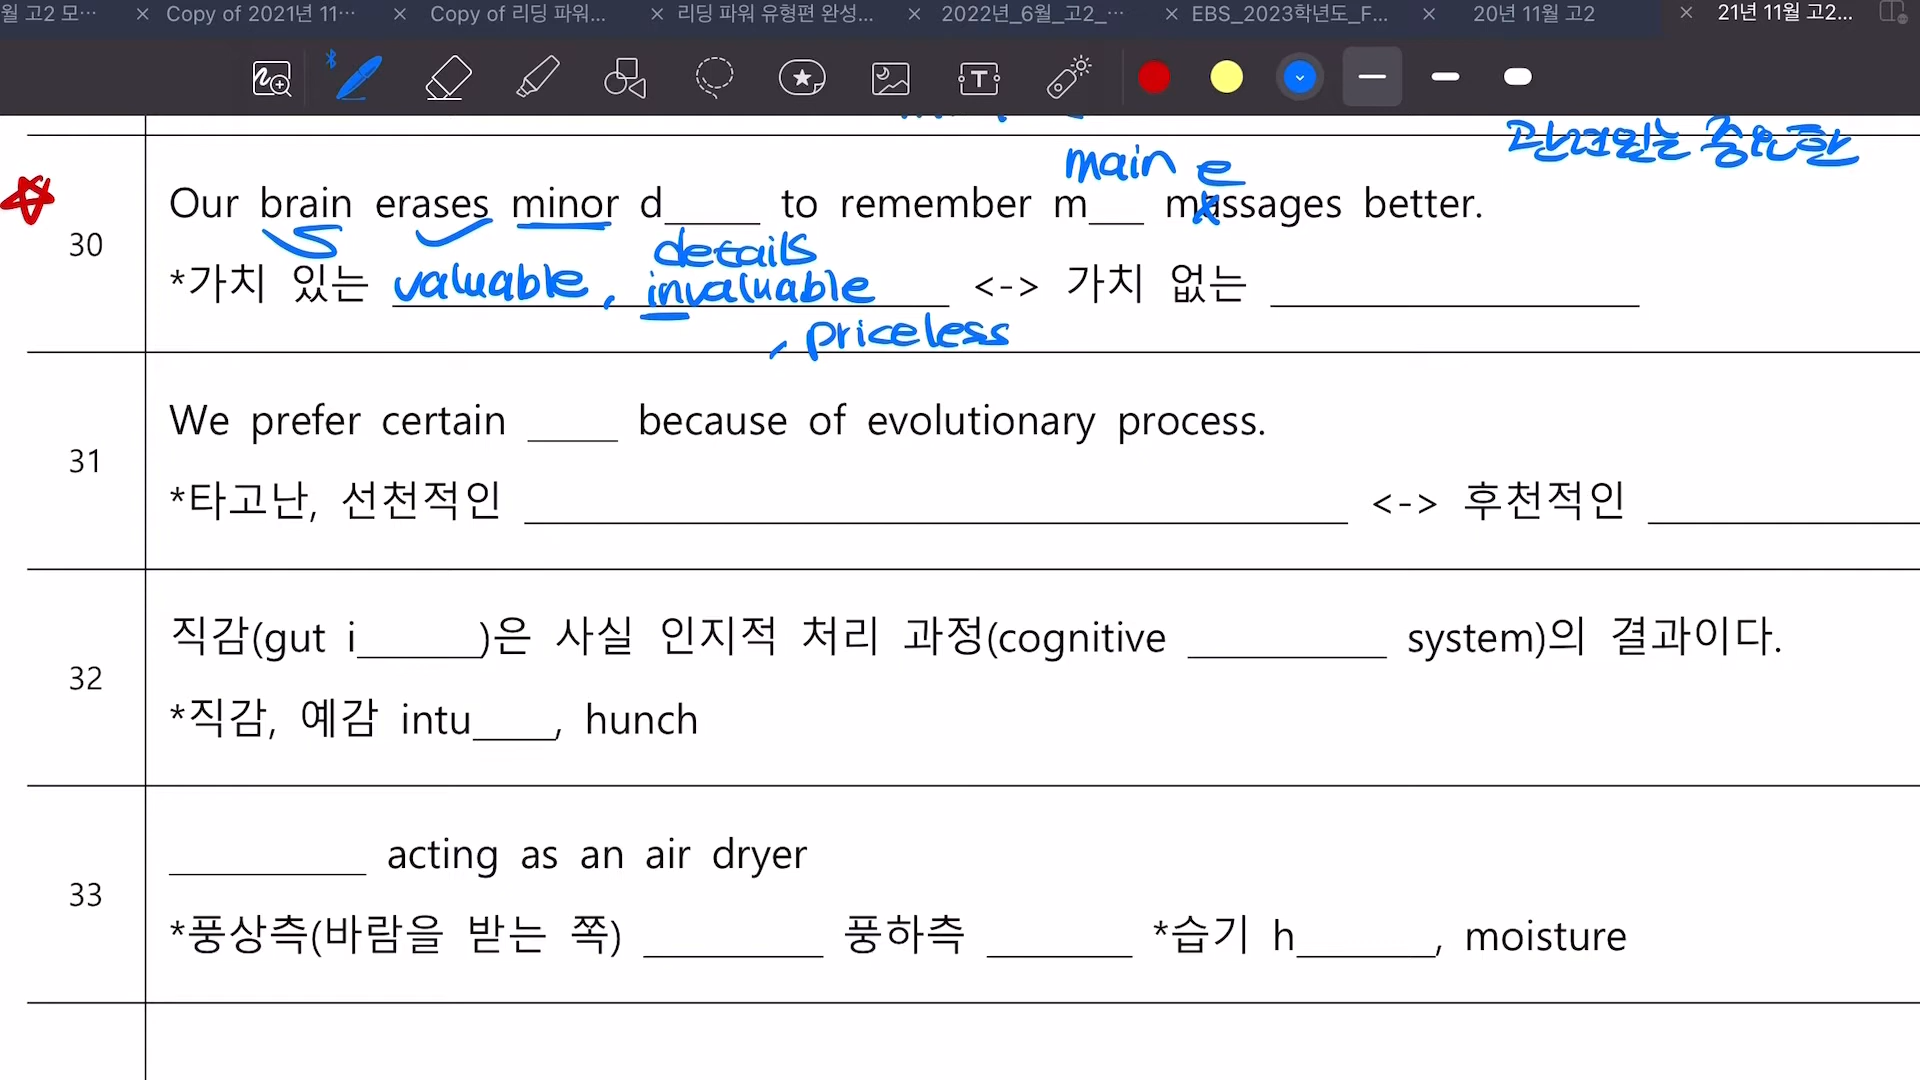 월 고2 모… × Copy of 2021년 11… × Copy of 리딩 파워… × 리딩 파워 유형편 완성… × 2022년_6월_고2_… × EBS_2023학년도_F… × 20년 11월 고2 × 21년 11월 고2…
관련있는 중요한
main e
30 Our brain erases minor d____ to remember m___ massages better.
details
*가치 있는 valuable, invaluable <-> 가치 없는 ____
, priceless
31 We prefer certain ____ because of evolutionary process.
*타고난, 선천적인 ____ <-> 후천적인 ____
32 직감(gut i______)은 사실 인지적 처리 과정(cognitive ________ system)의 결과이다.
*직감, 예감 intu____, hunch
33 ________ acting as an air dryer
*풍상측(바람을 받는 쪽) ________ 풍하측 ______ *습기 h______, moisture